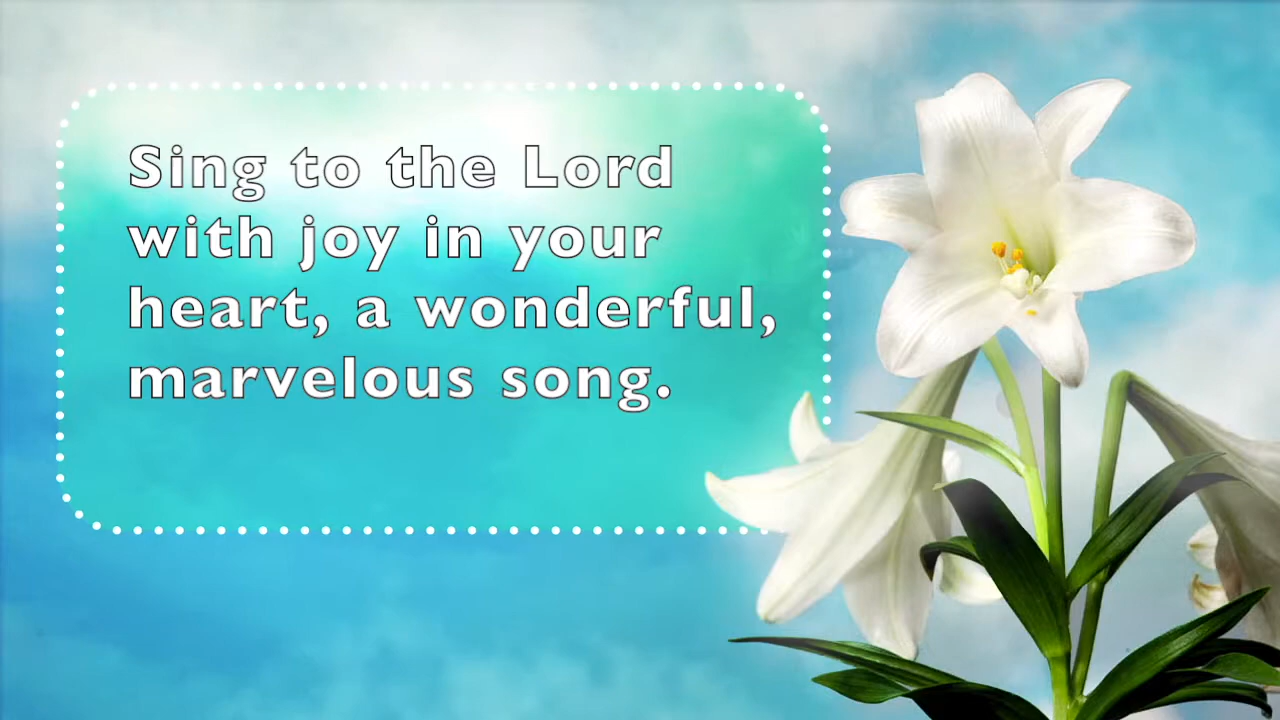 Sing to the Lord
with joy in your
heart, a wonderful,
marvelous song.